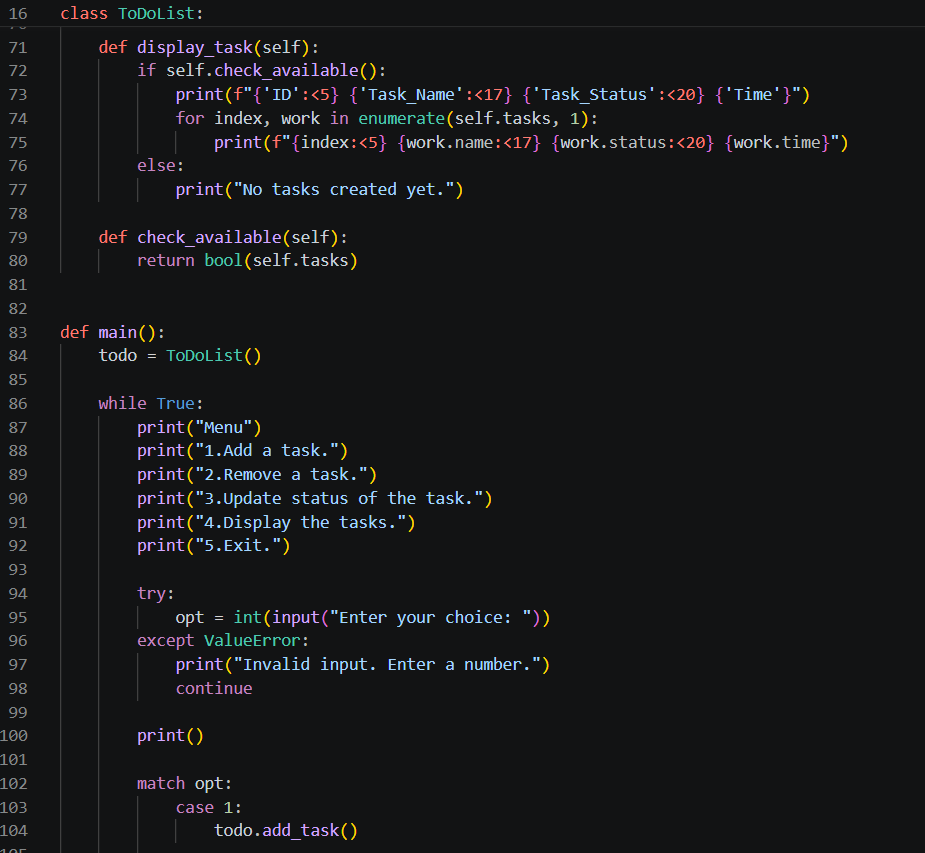 16 class ToDoList:
71 def display_task(self):
72 if self.check_available():
73 print(f"{'ID':<5} {'Task_Name':<17} {'Task_Status':<20} {'Time'}")
74 for index, work in enumerate(self.tasks, 1):
75 print(f"{index:<5} {work.name:<17} {work.status:<20} {work.time}")
76 else:
77 print("No tasks created yet.")
78
79 def check_available(self):
80 return bool(self.tasks)
81
82
83 def main():
84 todo = ToDoList()
85
86 while True:
87 print("Menu")
88 print("1.Add a task.")
89 print("2.Remove a task.")
90 print("3.Update status of the task.")
91 print("4.Display the tasks.")
92 print("5.Exit.")
93
94 try:
95 opt = int(input("Enter your choice: "))
96 except ValueError:
97 print("Invalid input. Enter a number.")
98 continue
99
100 print()
101
102 match opt:
103 case 1:
104 todo.add_task()